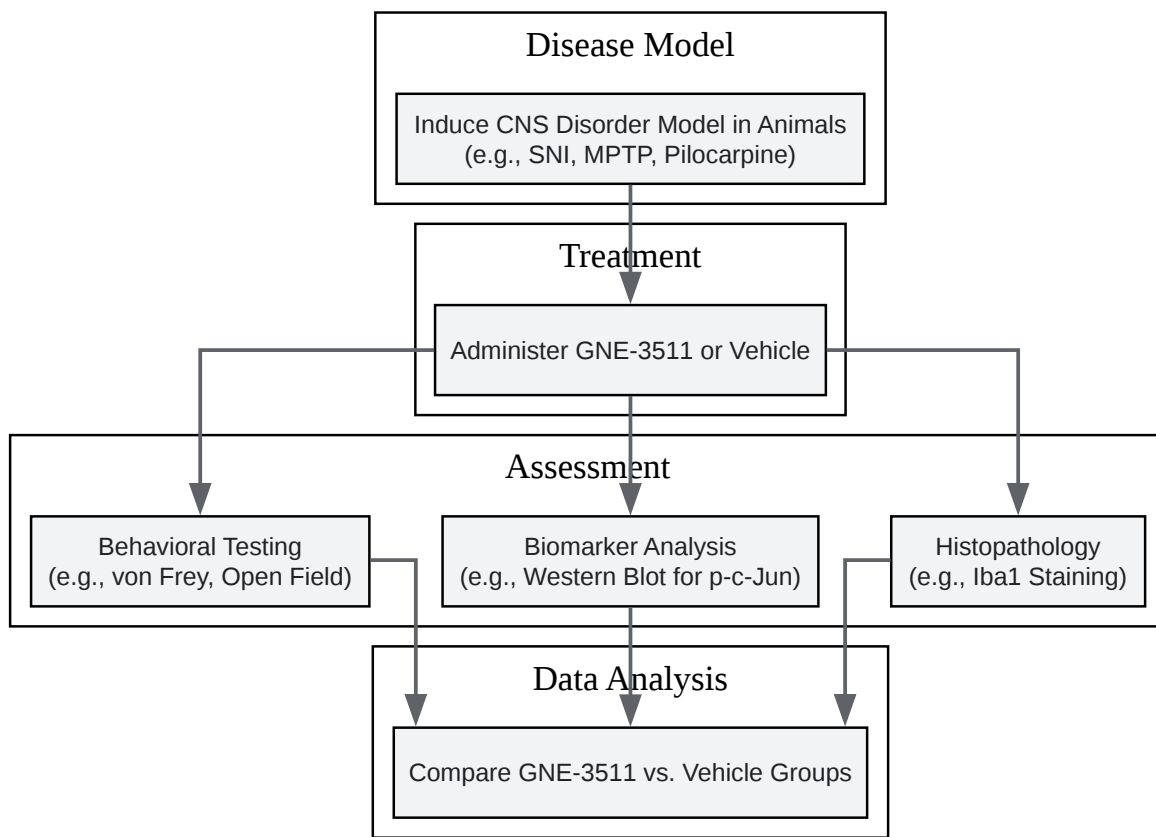 Disease Model
Induce CNS Disorder Model in Animals
(e.g., SNI, MPTP, Pilocarpine)
Treatment
Administer GNE-3511 or Vehicle
Assessment
Behavioral Testing
(e.g., von Frey, Open Field)
Biomarker Analysis
(e.g., Western Blot for p-c-Jun)
Histopathology
(e.g., Iba1 Staining)
Data Analysis
Compare GNE-3511 vs. Vehicle Groups